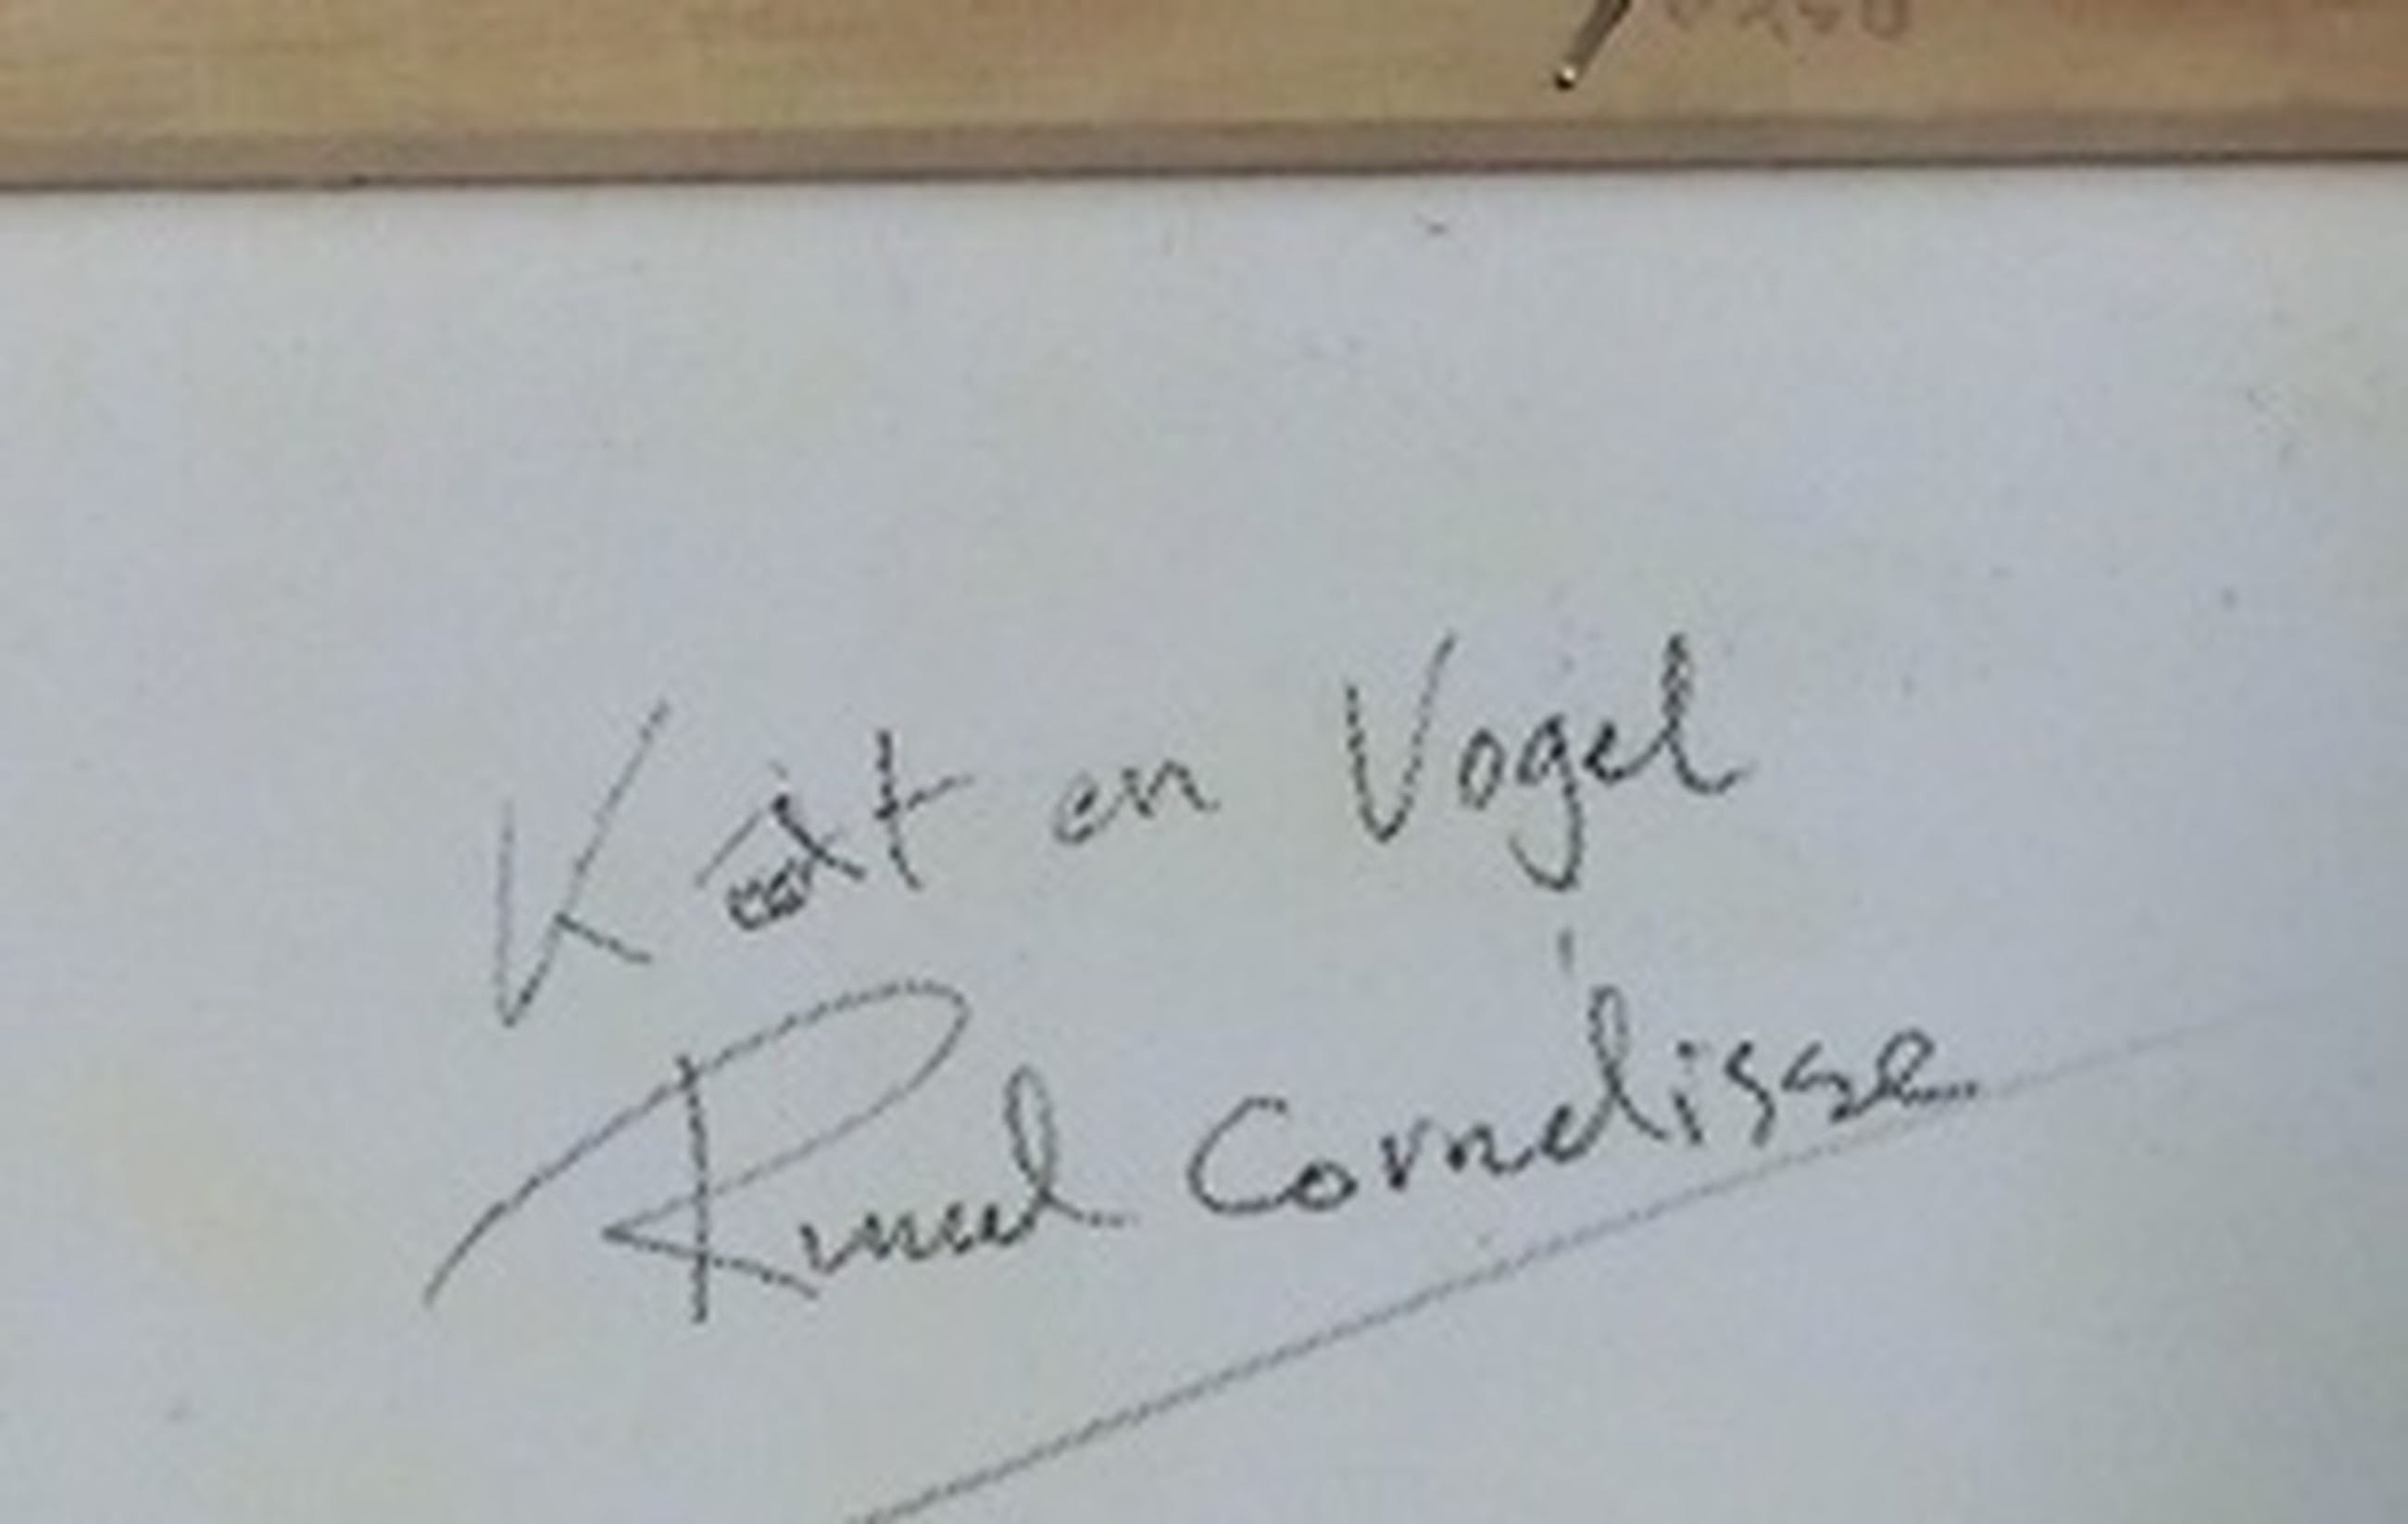 Kat en Vogel
Ruud Cornelisse